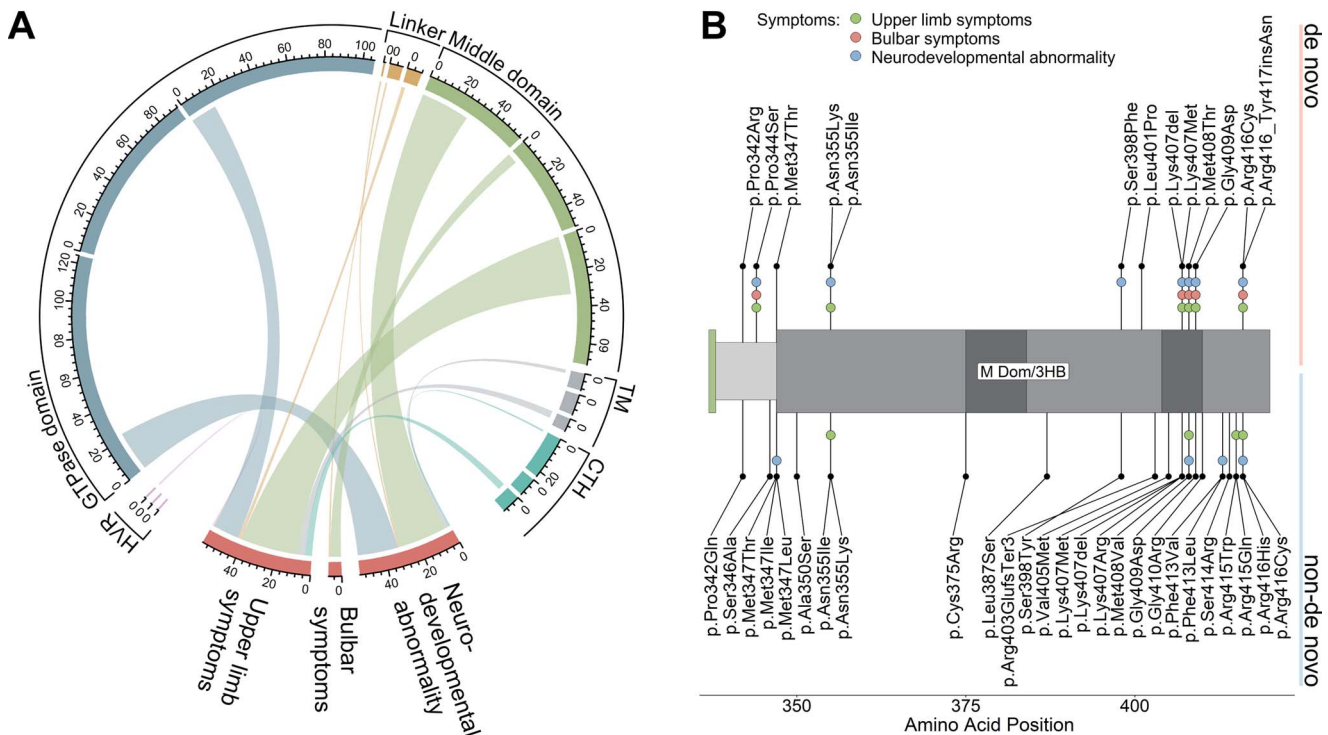 A
Linker
Middle domain
TM
CTH
GTPase domain
HVR
Upper limb
symptoms
Bulbar
symptoms
Neuro-
developmental
abnormality
B
Symptoms:
Upper limb symptoms
Bulbar symptoms
Neurodevelopmental abnormality
de novo
p.Pro342Arg
p.Pro344Ser
p.Met347Thr
p.Asn355Lys
p.Asn355Ile
p.Ser398Phe
p.Leu401Pro
p.Lys407del
p.Lys407Met
p.Met408Thr
p.Gly409Asp
p.Arg416Cys
p.Arg416_Tyr417insAsn
M Dom/3HB
non-de novo
p.Pro342Gln
p.Ser346Ala
p.Met347Thr
p.Met347Ile
p.Met347Leu
p.Ala350Ser
p.Asn355Ile
p.Asn355Lys
p.Cys375Arg
p.Leu387Ser
p.Arg403GlufsTer3
p.Ser398Tyr
p.Val405Met
p.Lys407Met
p.Lys407del
p.Lys407Arg
p.Met408Val
p.Gly409Asp
p.Gly410Arg
p.Phe413Val
p.Phe413Leu
p.Ser414Arg
p.Arg415Trp
p.Arg415Gln
p.Arg416His
p.Arg416Cys
350
375
400
Amino Acid Position